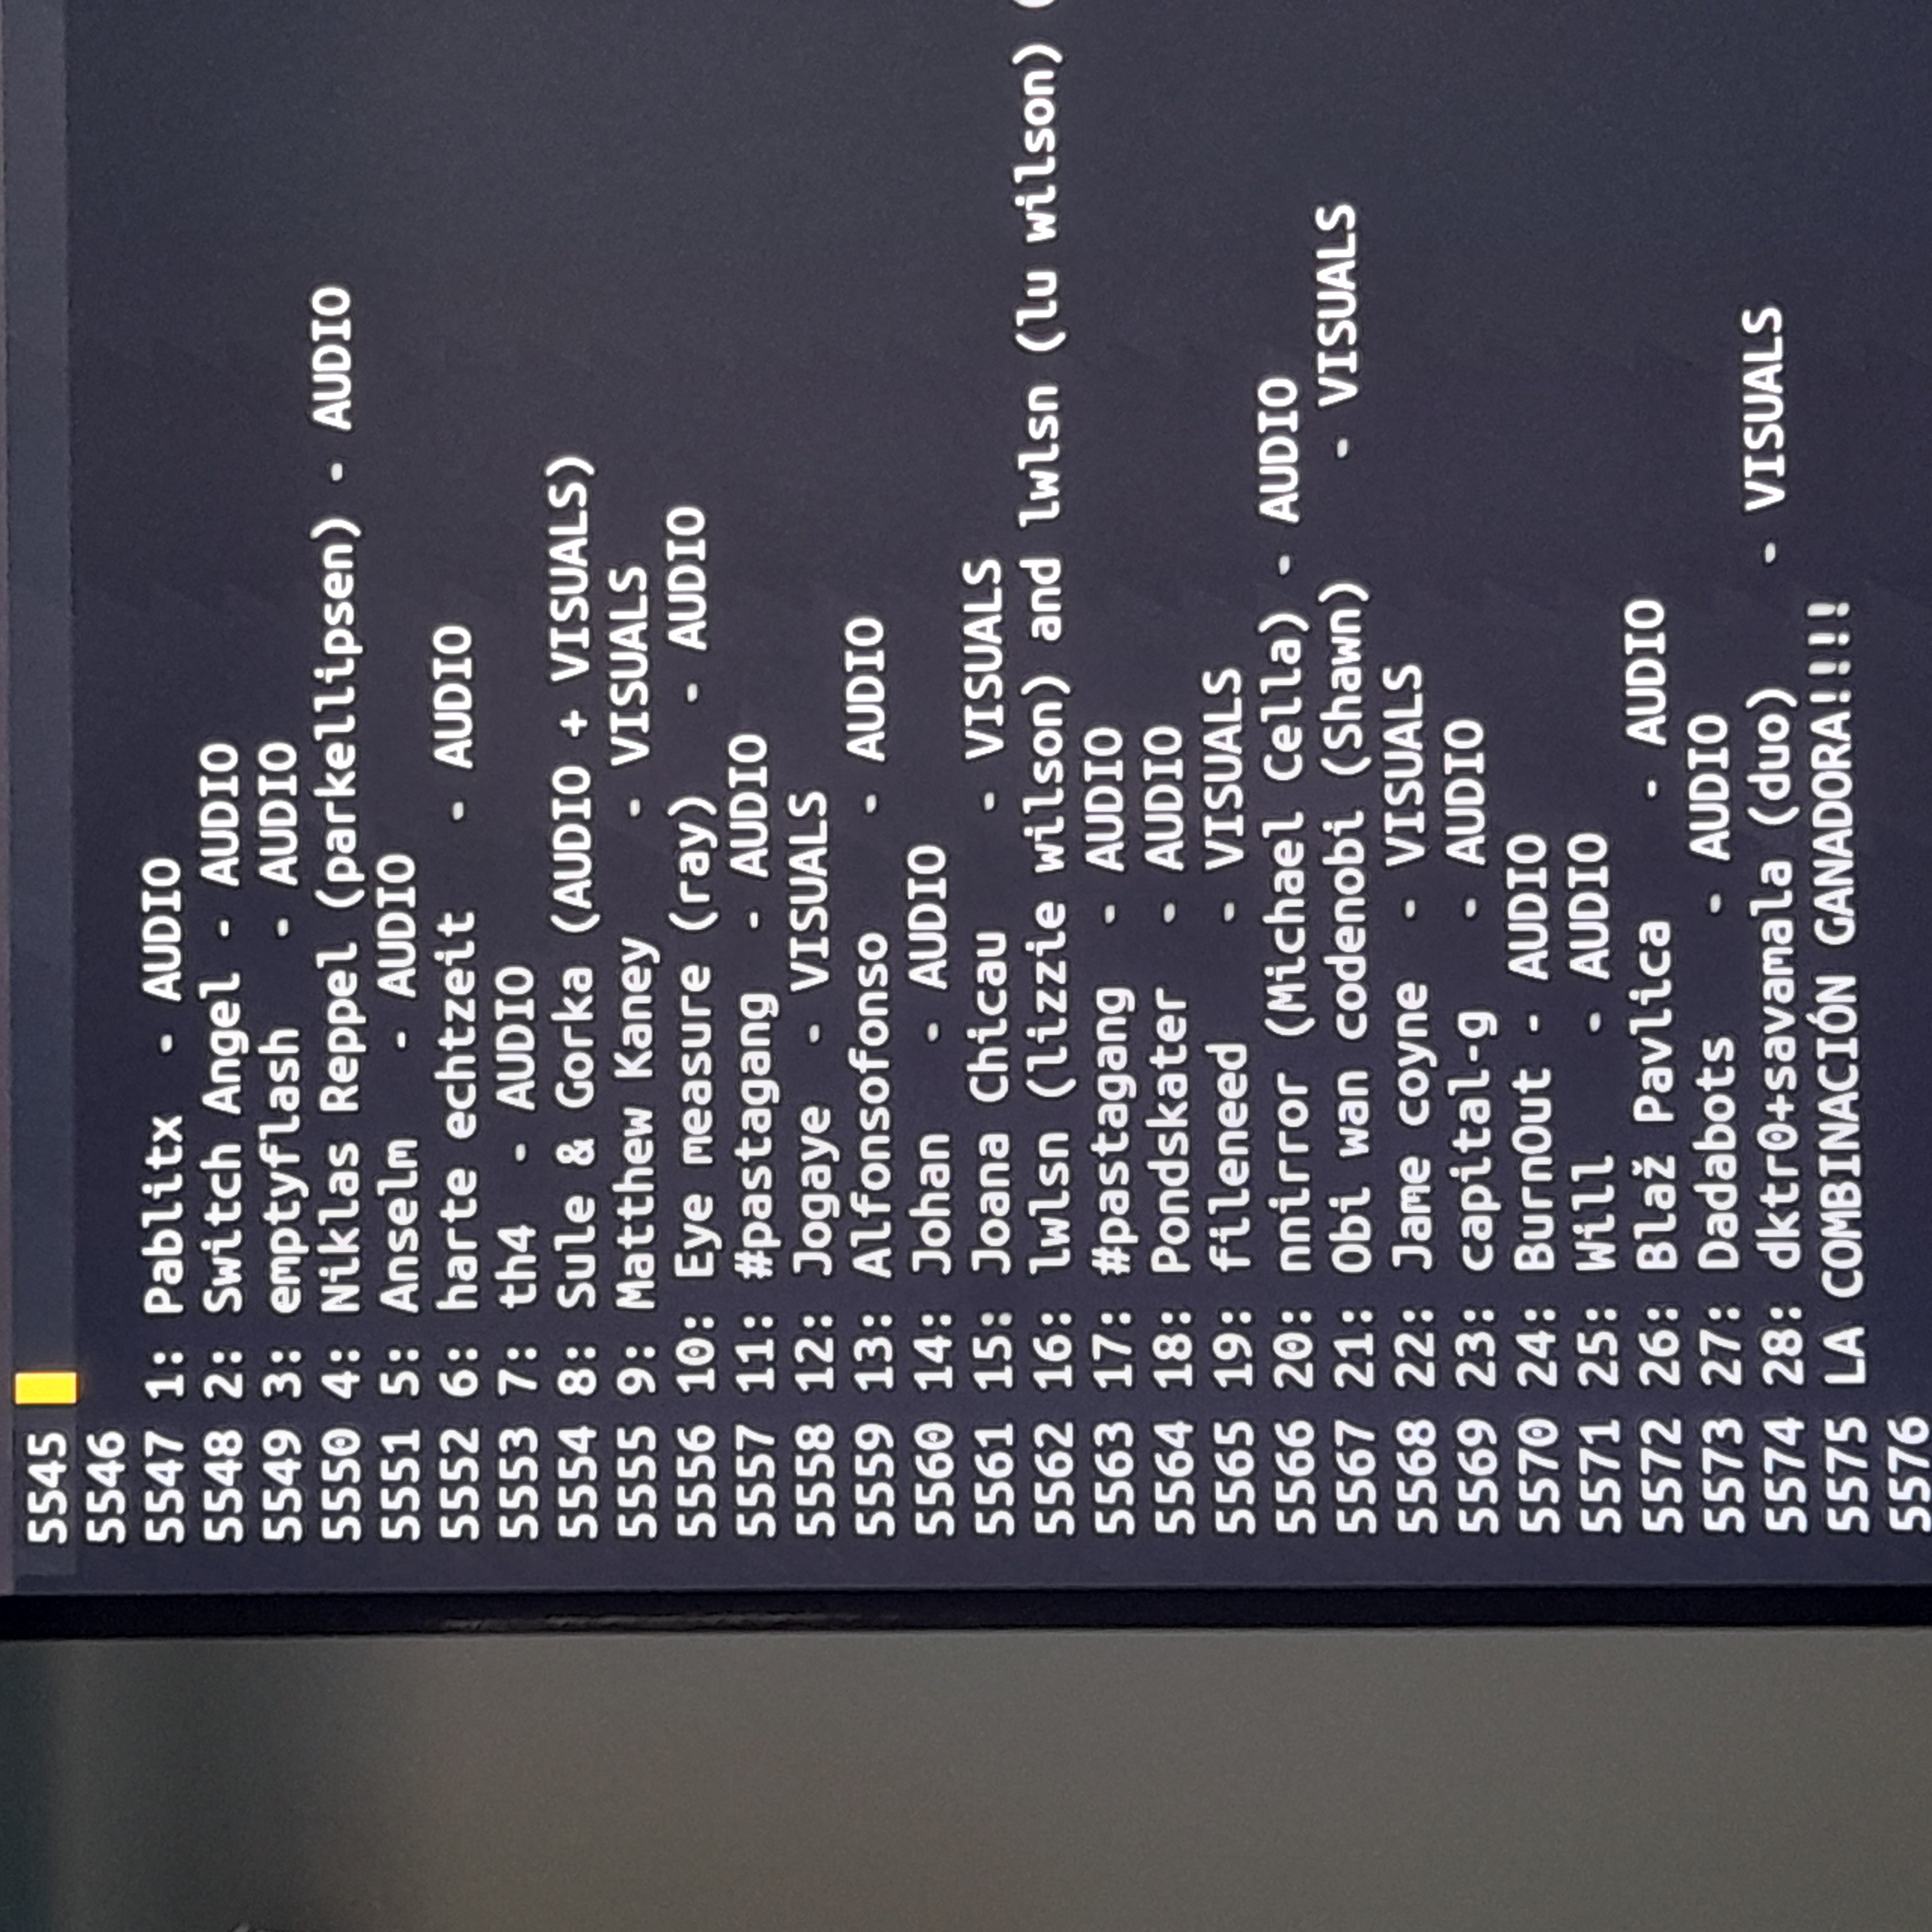 5545
5546
5547 1: Pablitx - AUDIO
5548 2: Switch Angel - AUDIO
5549 3: emptyflash - AUDIO
5550 4: Niklas Reppel (parkellipsen) - AUDIO
5551 5: Anselm - AUDIO
5552 6: harte echtzeit - AUDIO
5553 7: th4 - AUDIO
5554 8: Sule & Gorka (AUDIO + VISUALS)
5555 9: Matthew Kaney - VISUALS
5556 10: Eye measure (ray) - AUDIO
5557 11: #pastagang - AUDIO
5558 12: Jogaye - VISUALS
5559 13: Alfonsofonso - AUDIO
5560 14: Johan - AUDIO
5561 15: Joana Chicau - VISUALS
5562 16: lwlsn (lizzie wilson) and lwlsn (lu wilson) (
5563 17: #pastagang - AUDIO
5564 18: Pondskater - AUDIO
5565 19: fileneed - VISUALS
5566 20: nnirror (Michael Cella) - AUDIO
5567 21: Obi wan codenobi (Shawn) - VISUALS
5568 22: Jame coyne - VISUALS
5569 23: capital-g - AUDIO
5570 24: BurnOut - AUDIO
5571 25: Will - AUDIO
5572 26: Blaž Pavlica - AUDIO
5573 27: Dadabots - AUDIO
5574 28: dktr0+savamala (duo) - VISUALS
5575 LA COMBINACIÓN GANADORA!!!!
5576